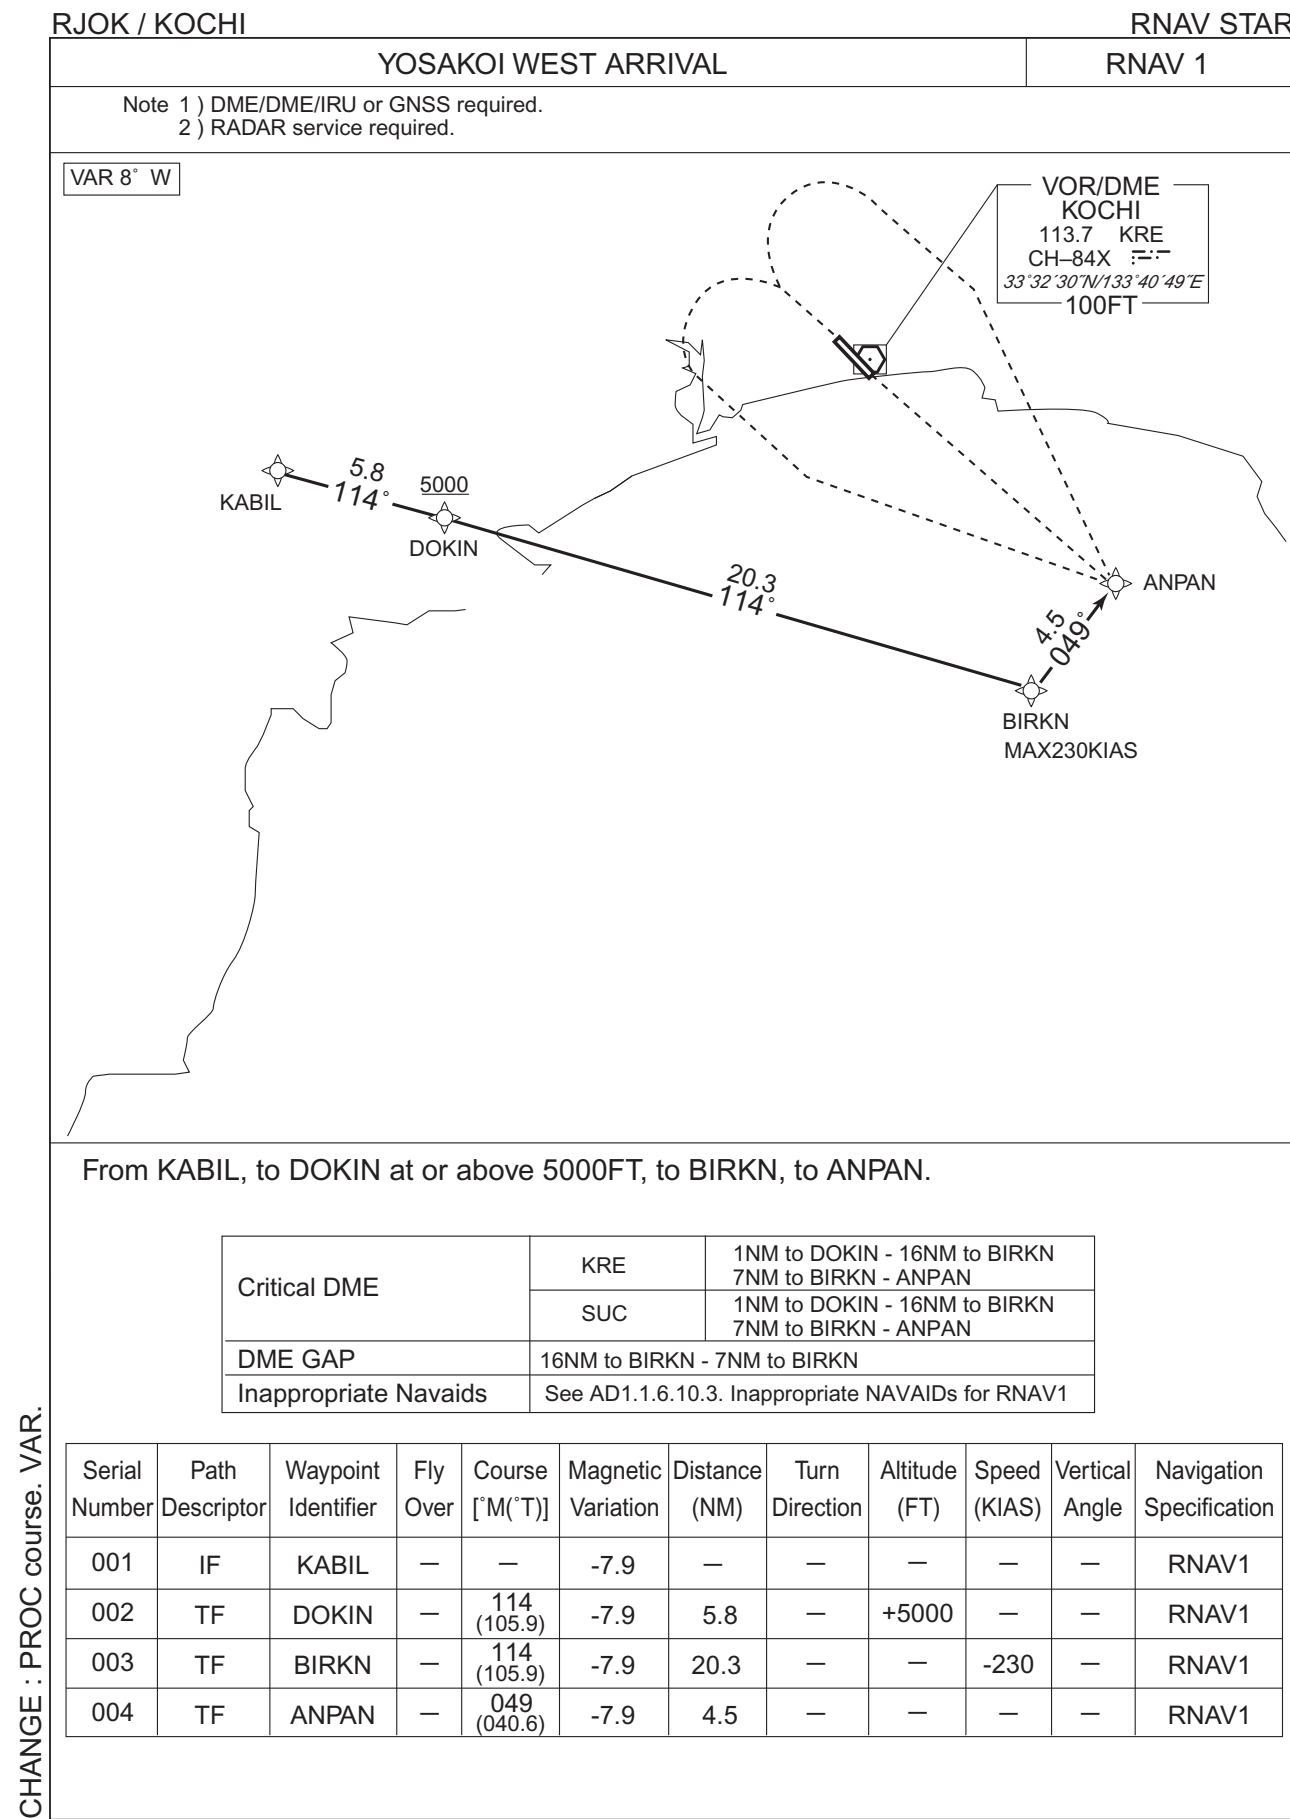 RJOK / KOCHI
RNAV STAR
YOSAKOI WEST ARRIVAL
RNAV 1
Note 1 ) DME/DME/IRU or GNSS required.
2 ) RADAR service required.
VAR 8° W
VOR/DME
KOCHI
113.7 KRE
CH–84X
33°32´30˝N/133°40´49˝E
100FT
KABIL
5.8
114°
5000
DOKIN
20.3
114°
ANPAN
4.5
049°
BIRKN
MAX230KIAS
From KABIL, to DOKIN at or above 5000FT, to BIRKN, to ANPAN.
Critical DME
KRE
1NM to DOKIN - 16NM to BIRKN
7NM to BIRKN - ANPAN
SUC
1NM to DOKIN - 16NM to BIRKN
7NM to BIRKN - ANPAN
DME GAP
16NM to BIRKN - 7NM to BIRKN
Inappropriate Navaids
See AD1.1.6.10.3. Inappropriate NAVAIDs for RNAV1
Serial Number Path Descriptor Waypoint Identifier Fly Over Course [°M(°T)] Magnetic Variation Distance (NM) Turn Direction Altitude (FT) Speed (KIAS) Vertical Angle Navigation Specification
001 IF KABIL – – -7.9 – – – – – RNAV1
002 TF DOKIN – 114 (105.9) -7.9 5.8 – +5000 – – RNAV1
003 TF BIRKN – 114 (105.9) -7.9 20.3 – – -230 – RNAV1
004 TF ANPAN – 049 (040.6) -7.9 4.5 – – – – RNAV1
CHANGE : PROC course. VAR.